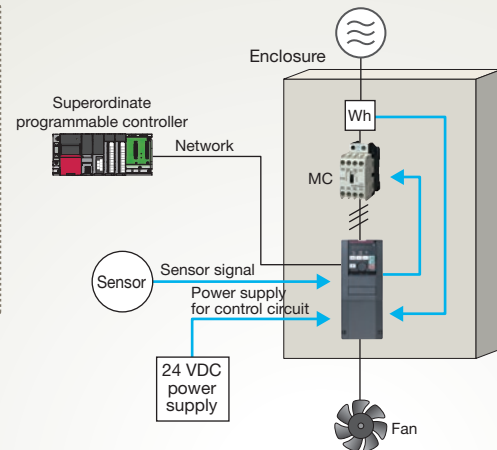 Enclosure
Wh
Superordinate
programmable controller
Network
MC
Sensor
Sensor signal
Power supply
for control circuit
24 VDC
power
supply
Fan